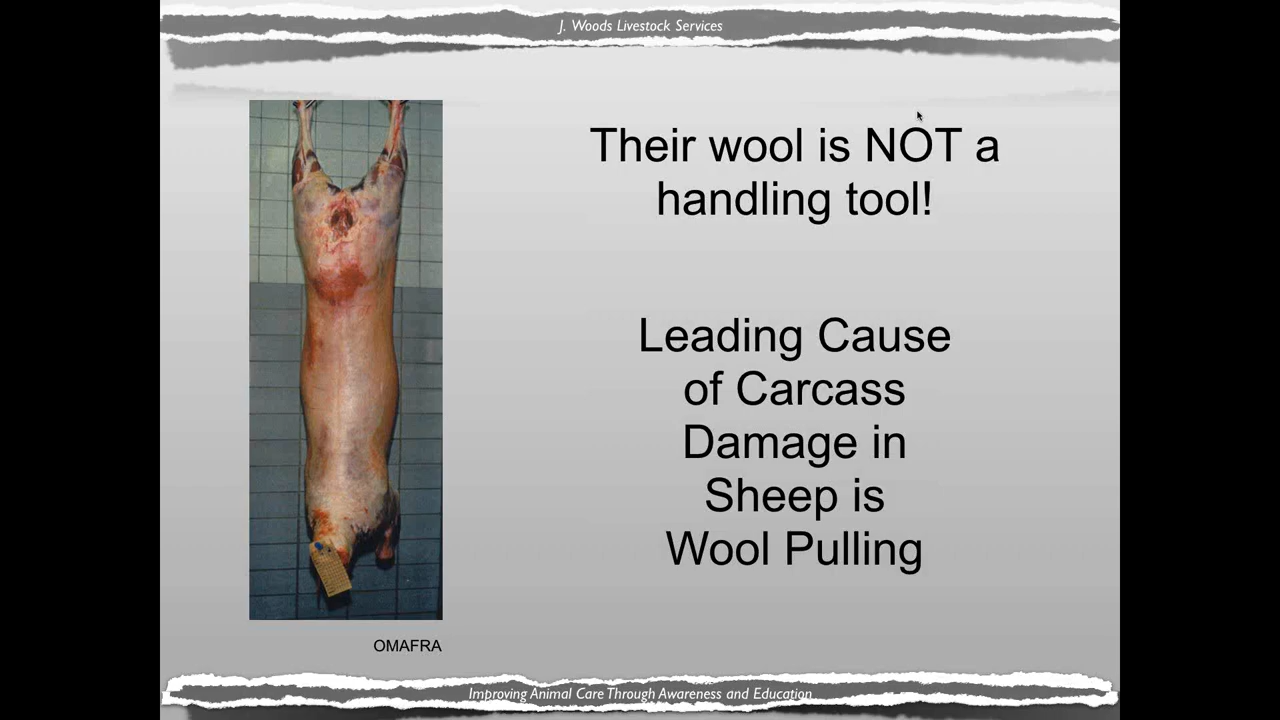 J. Woods Livestock Services
Their wool is NOT a
handling tool!
Leading Cause
of Carcass
Damage in
Sheep is
Wool Pulling
OMAFRA
Improving Animal Care Through Awareness and Education